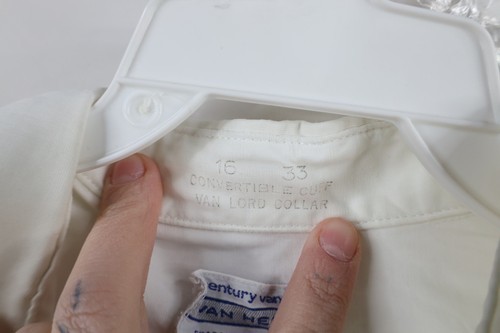 16 33
CONVERTIBLE CUFF
VAN LORD COLLAR
entury van
VAN HE